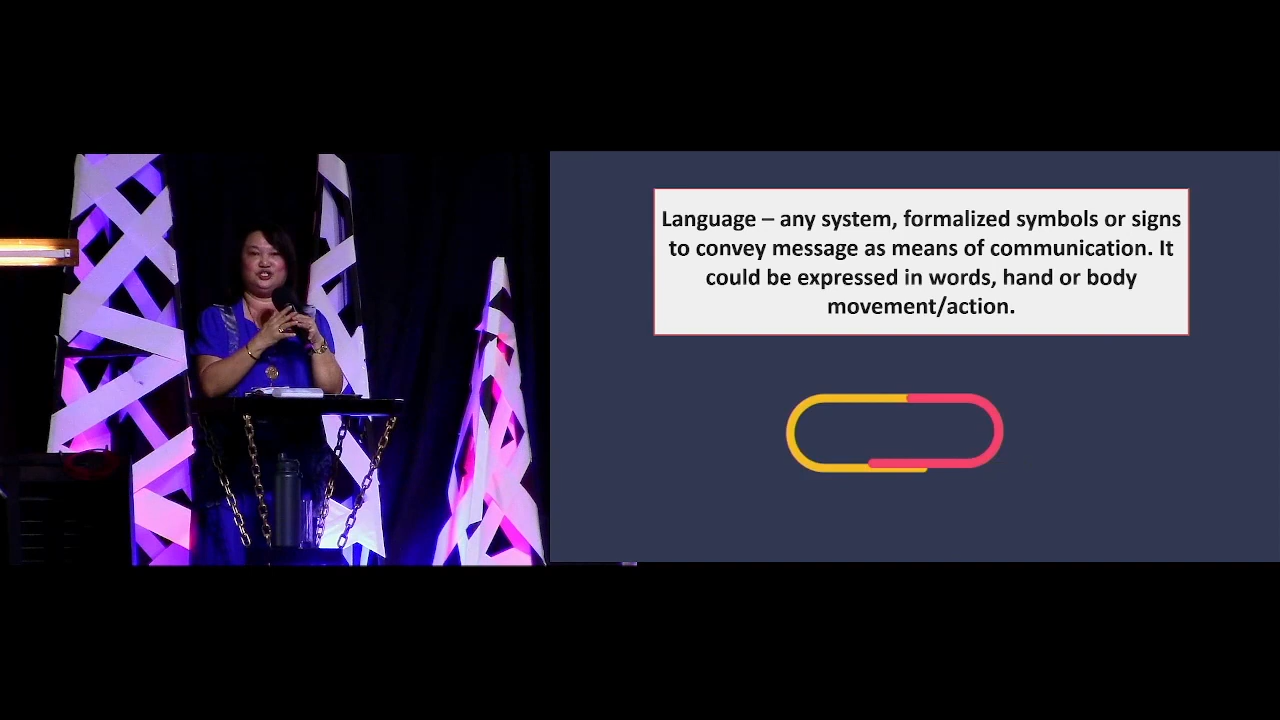 Language – any system, formalized symbols or signs
to convey message as means of communication. It
could be expressed in words, hand or body
movement/action.